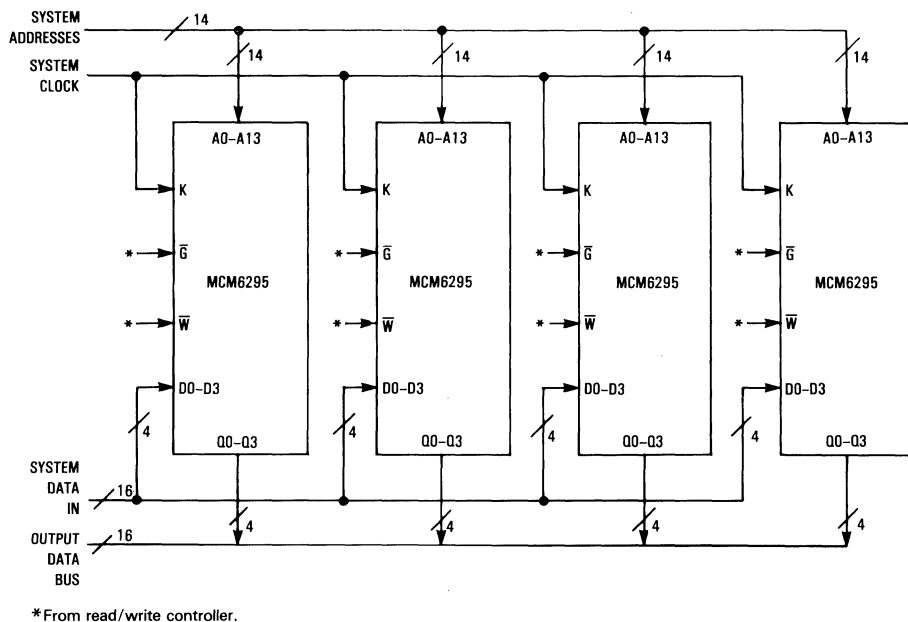 SYSTEM ADDRESSES
14
14
14
14
14
SYSTEM CLOCK
A0-A13
A0-A13
A0-A13
A0-A13
K
K
K
K
* G̅
* G̅
* G̅
* G̅
MCM6295
MCM6295
MCM6295
MCM6295
* W̅
* W̅
* W̅
* W̅
D0-D3
D0-D3
D0-D3
D0-D3
4
4
4
4
Q0-Q3
Q0-Q3
Q0-Q3
Q0-Q3
SYSTEM DATA IN
16
4
4
4
4
OUTPUT DATA BUS
16
*From read/write controller.